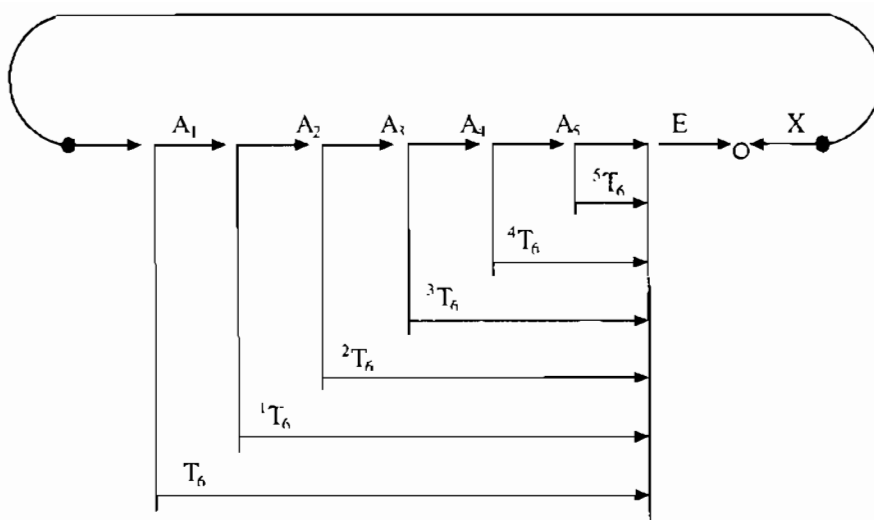 A₁ A₂ A₃ A₄ A₅ E X
⁵T₆
⁴T₆
³T₆
²T₆
¹T₆
T₆